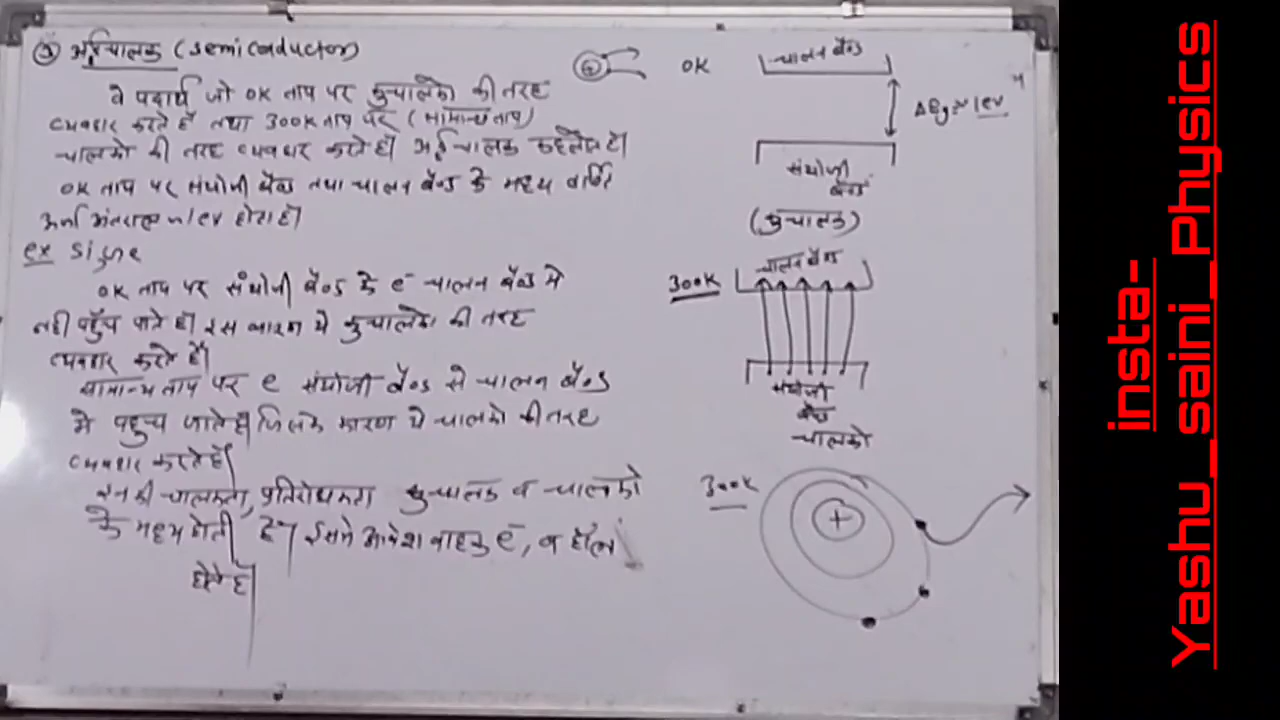 ③ अर्द्धचालक (semiconductor)
वे पदार्थ जो 0K ताप पर कुचालको की तरह
व्यवहार करते हैं तथा 300K ताप पर (सामान्य ताप)
चालको की तरह व्यवहार करते है। अर्द्धचालक कहलाते है।
0K ताप पर संयोजी बैण्ड तथा चालन बैण्ड के मध्य वर्जित
ऊर्जा अंतराल ≈1eV होता है।
ex Si, Ge
0K ताप पर संयोजी बैण्ड के e⁻ चालन बैण्ड मे
नही पहुँच पाते है। इस कारण ये कुचालको की तरह
व्यवहार करते हैं।
सामान्य ताप पर e संयोजी बैण्ड से चालन बैण्ड
मे पहुच जाते है। जिसके कारण ये चालको की तरह
व्यवहार करते हैं।
इनकी चालकता, प्रतिरोधकता कुचालक व चालको
के मध्य होती है। इसमे आवेश वाहक e⁻, व होल
होते हैं।
0K
चालन बैण्ड
ΔEg ≈ 1eV
संयोजी
बैण्ड
(कुचालक)
300K
चालन बैण्ड
संयोजी
बैण्ड
चालको
300K
+
insta-
Yashu_saini_Physics